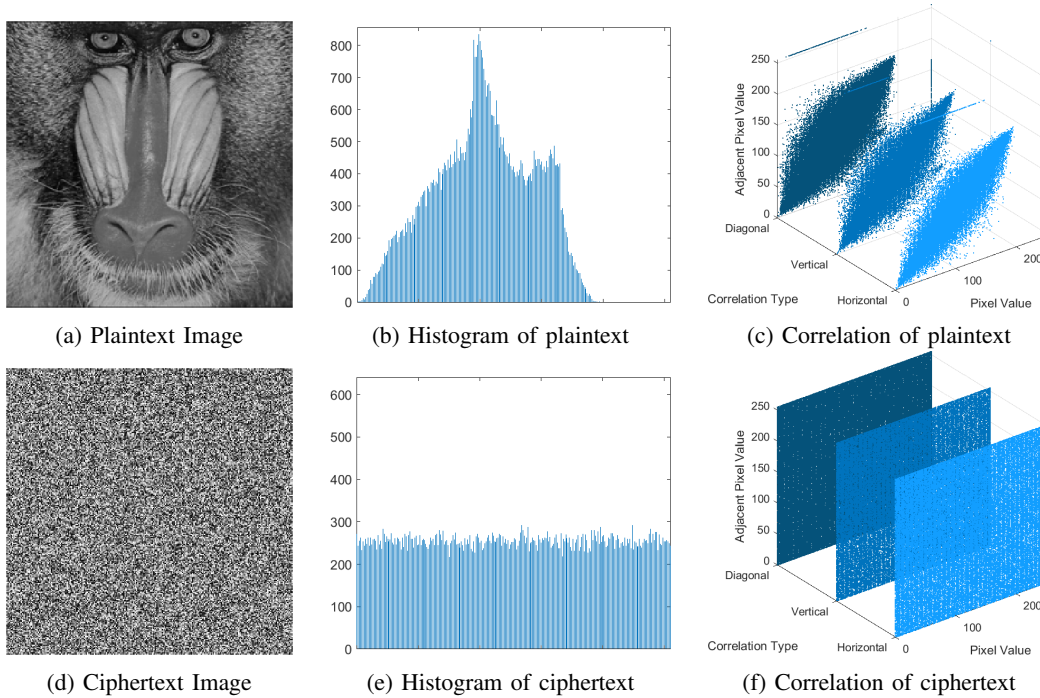 800
700
600
500
400
300
200
100
0
250
200
150
100
50
0
Adjacent Pixel Value
Diagonal
Vertical
Horizontal
Correlation Type
0
100
200
Pixel Value
(a) Plaintext Image
(b) Histogram of plaintext
(c) Correlation of plaintext
600
500
400
300
200
100
0
250
200
150
100
50
0
Adjacent Pixel Value
Diagonal
Vertical
Horizontal
Correlation Type
0
100
200
Pixel Value
(d) Ciphertext Image
(e) Histogram of ciphertext
(f) Correlation of ciphertext